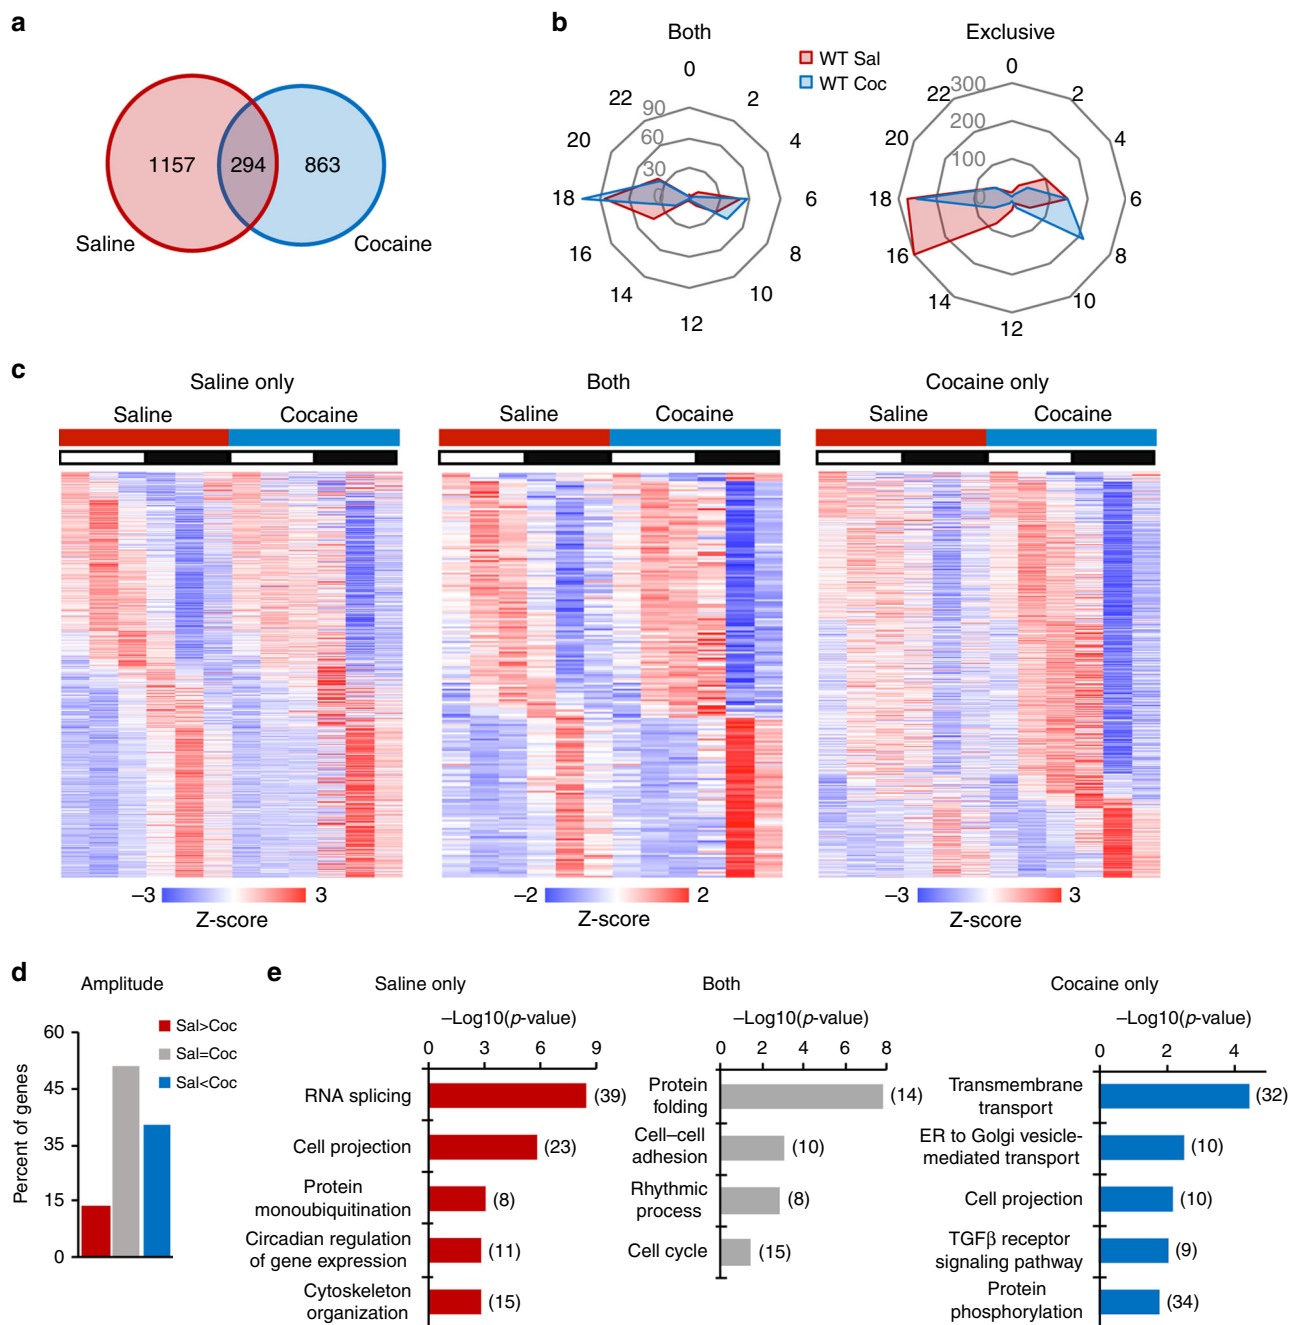 a
1157
294
863
Saline
Cocaine
b
Both
Exclusive
WT Sal
WT Coc
0
2
4
6
8
10
12
14
16
18
20
22
90
60
30
0
0
2
4
6
8
10
12
14
16
18
20
22
300
200
100
0
c
Saline only
Both
Cocaine only
Saline
Cocaine
Saline
Cocaine
Saline
Cocaine
–3
3
Z-score
–2
2
Z-score
–3
3
Z-score
d
Amplitude
Sal>Coc
Sal=Coc
Sal<Coc
Percent of genes
60
45
35
15
0
e
Saline only
–Log10(p-value)
0 3 6 9
RNA splicing (39)
Cell projection (23)
Protein
monoubiquitination (8)
Circadian regulation
of gene expression (11)
Cytoskeleton
organization (15)
Both
–Log10(p-value)
0 2 4 6 8
Protein
folding (14)
Cell–cell
adhesion (10)
Rhythmic
process (8)
Cell cycle (15)
Cocaine only
–Log10(p-value)
0 2 4
Transmembrane
transport (32)
ER to Golgi vesicle-
mediated transport (10)
Cell projection (10)
TGFβ receptor
signaling pathway (9)
Protein
phosphorylation (34)